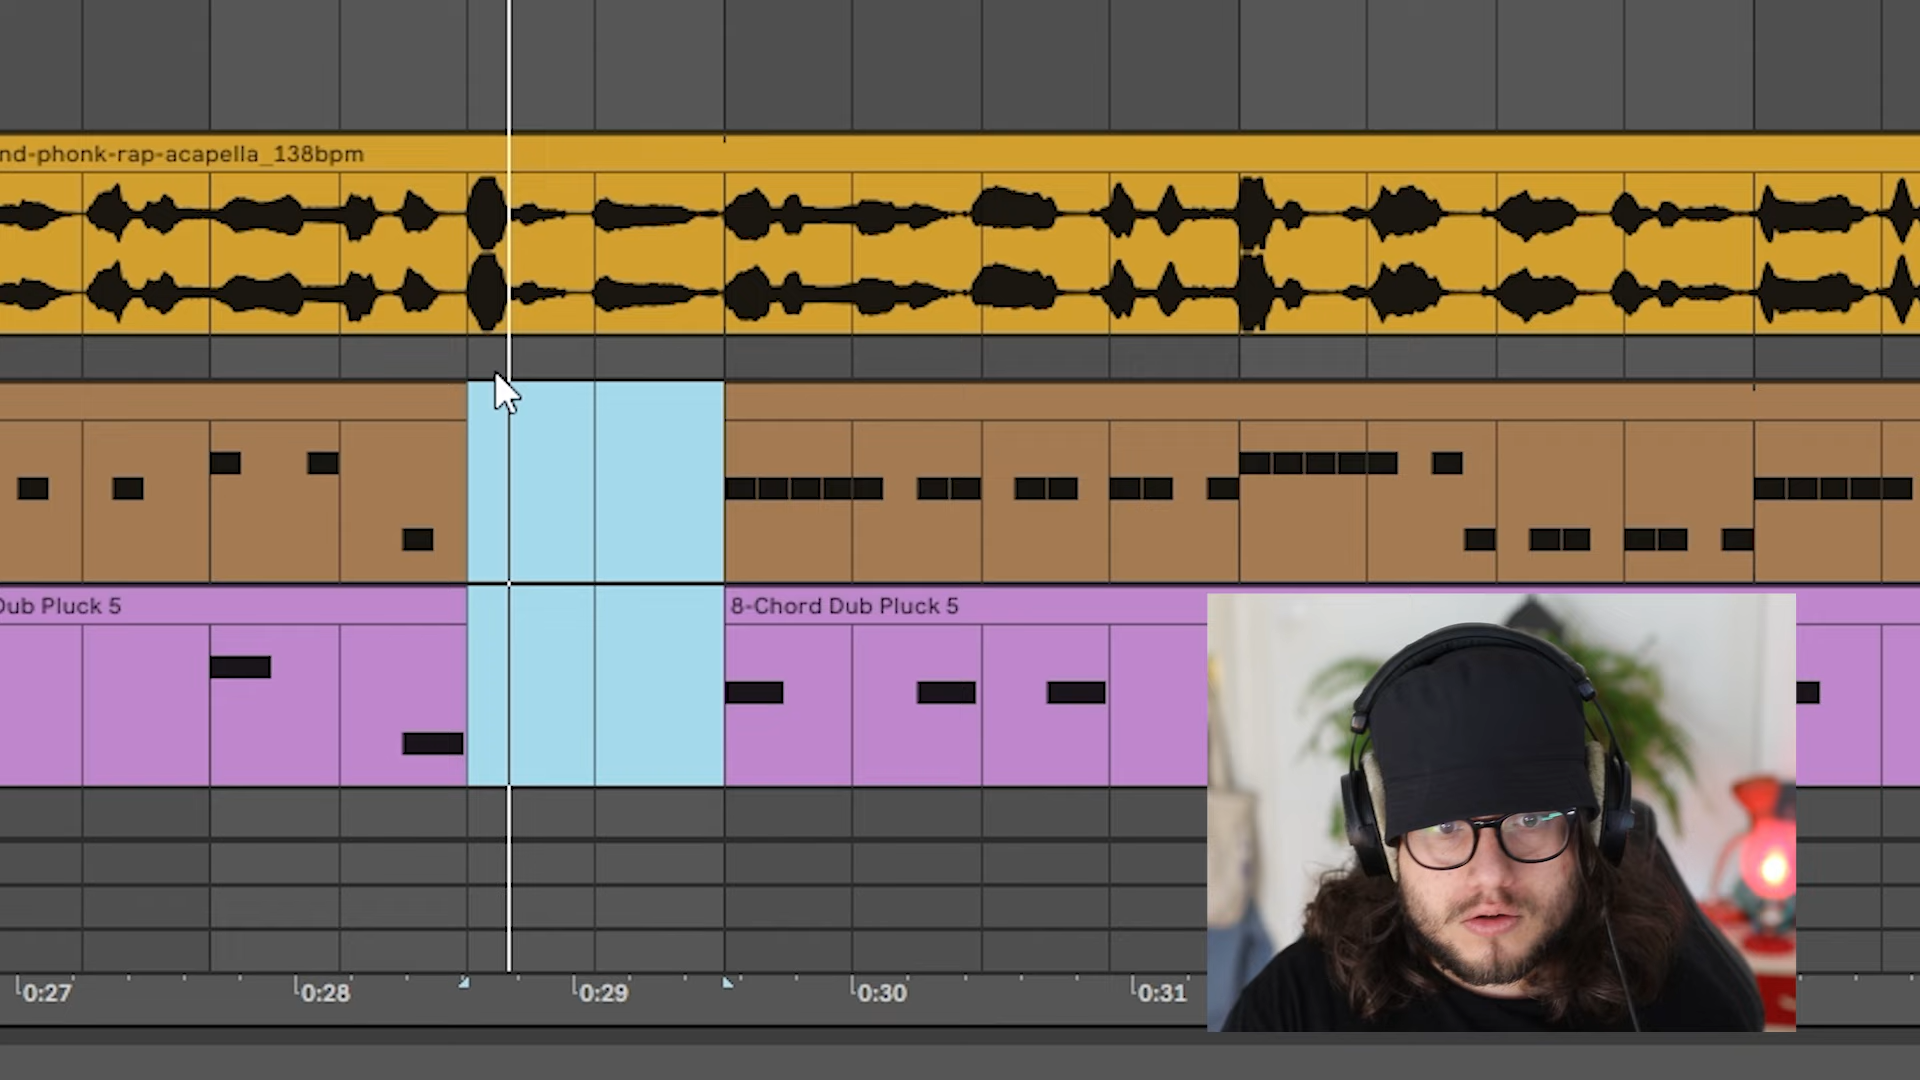 nd-phonk-rap-acapella_138bpm
Dub Pluck 5
8-Chord Dub Pluck 5
0:27
0:28
0:29
0:30
0:31